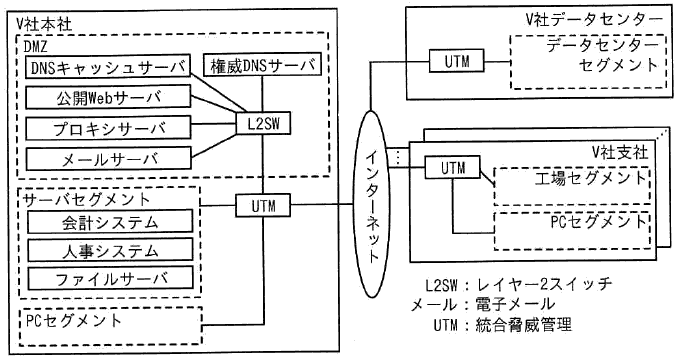 V社本社
DMZ
DNSキャッシュサーバ
権威DNSサーバ
公開Webサーバ
プロキシサーバ
L2SW
メールサーバ
サーバセグメント
会計システム
人事システム
ファイルサーバ
UTM
PCセグメント
インターネット
V社データセンター
UTM
データセンター
セグメント
V社支社
UTM
工場セグメント
PCセグメント
L2SW：レイヤー2スイッチ
メール：電子メール
UTM：統合脅威管理